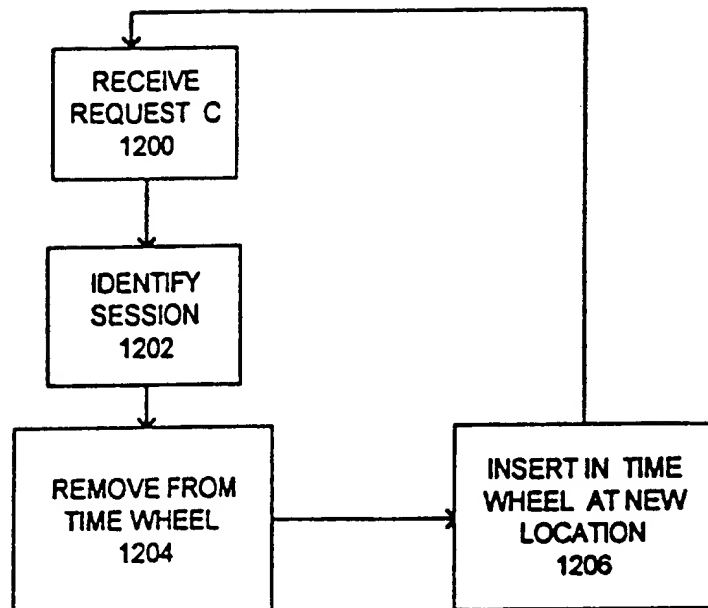 RECEIVE
REQUEST C
1200
IDENTIFY
SESSION
1202
REMOVE FROM
TIME WHEEL
1204
INSERT IN TIME
WHEEL AT NEW
LOCATION
1206